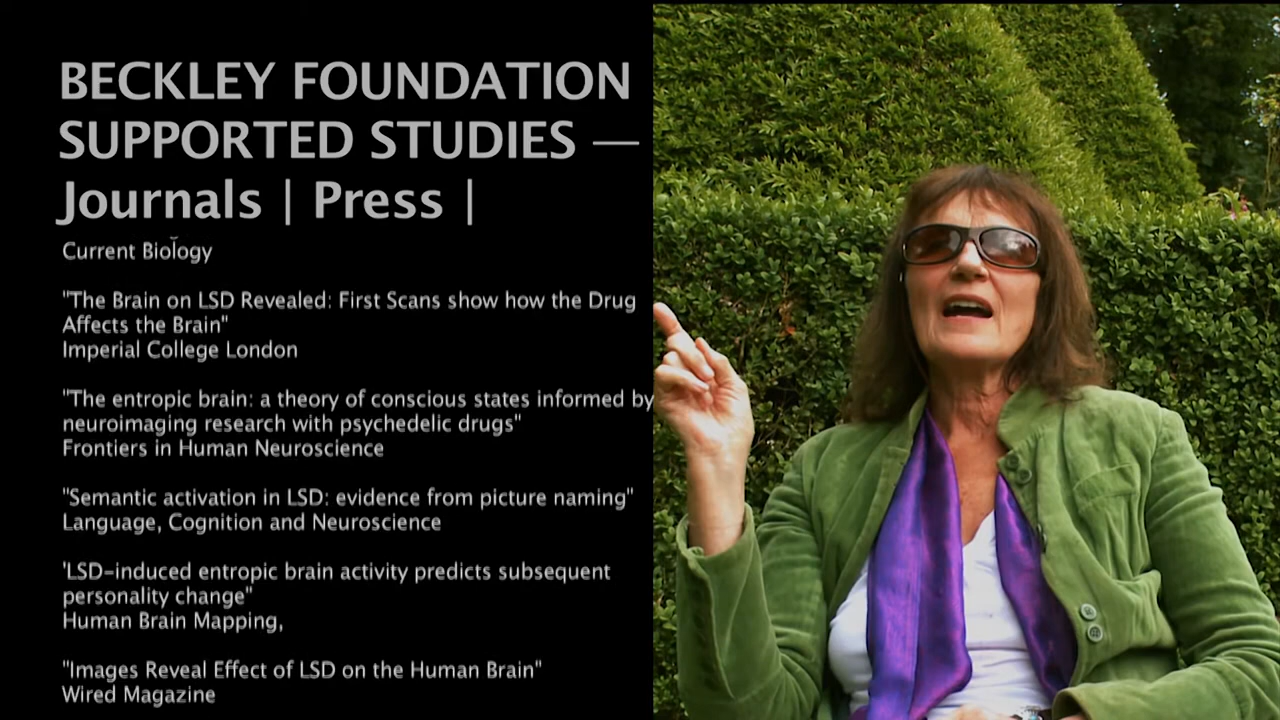 BECKLEY FOUNDATION
SUPPORTED STUDIES —
Journals | Press |
Current Biology
"The Brain on LSD Revealed: First Scans show how the Drug
Affects the Brain"
Imperial College London
"The entropic brain: a theory of conscious states informed by
neuroimaging research with psychedelic drugs"
Frontiers in Human Neuroscience
"Semantic activation in LSD: evidence from picture naming"
Language, Cognition and Neuroscience
'LSD-induced entropic brain activity predicts subsequent
personality change"
Human Brain Mapping,
"Images Reveal Effect of LSD on the Human Brain"
Wired Magazine